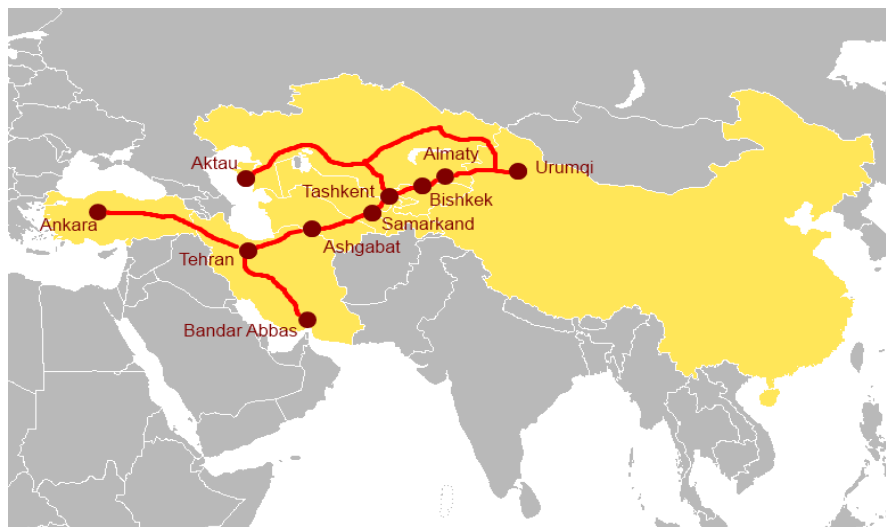 Almaty
Aktau
Urumqi
Tashkent
Bishkek
Ankara
Samarkand
Ashgabat
Tehran
Bandar Abbas